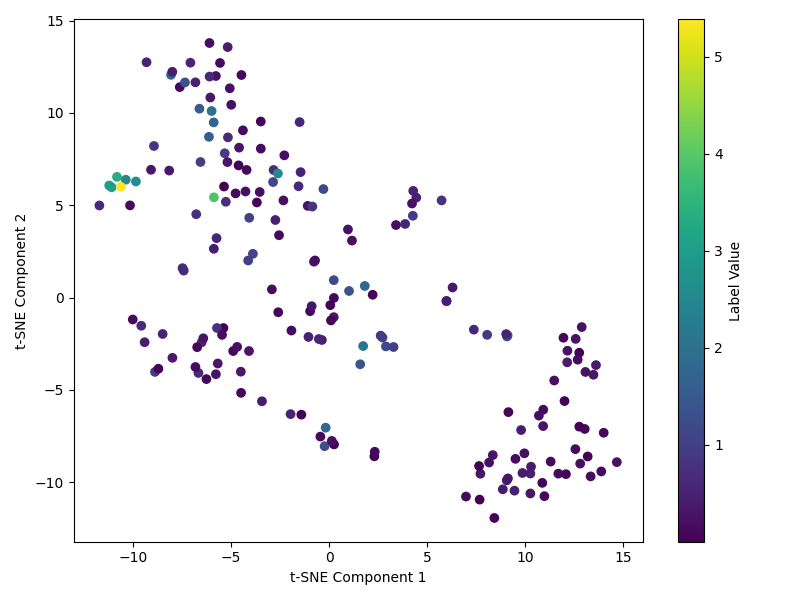 15
10
5
0
−5
−10
t-SNE Component 2
−10 −5 0 5 10 15
t-SNE Component 1
5
4
3
2
1
Label Value